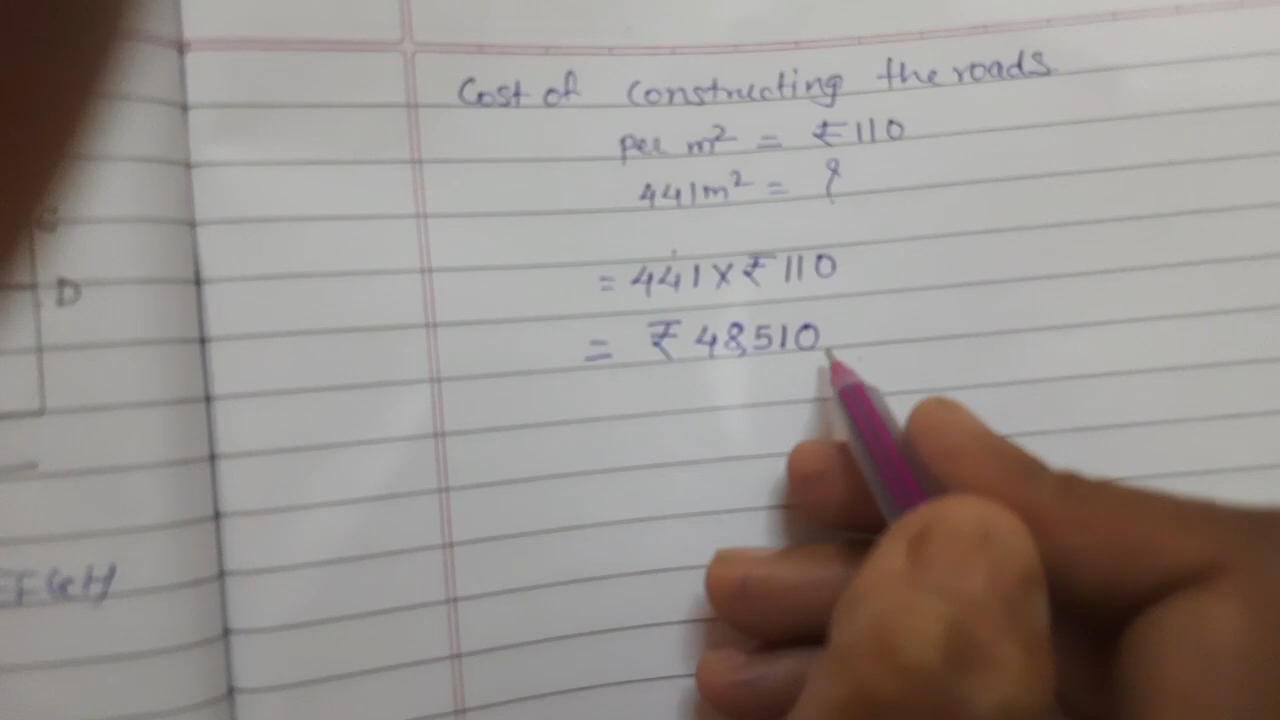 Cost of constructing the roads
per m² = ₹110
441m² = ?
= 441 × ₹110
= ₹ 48510
D